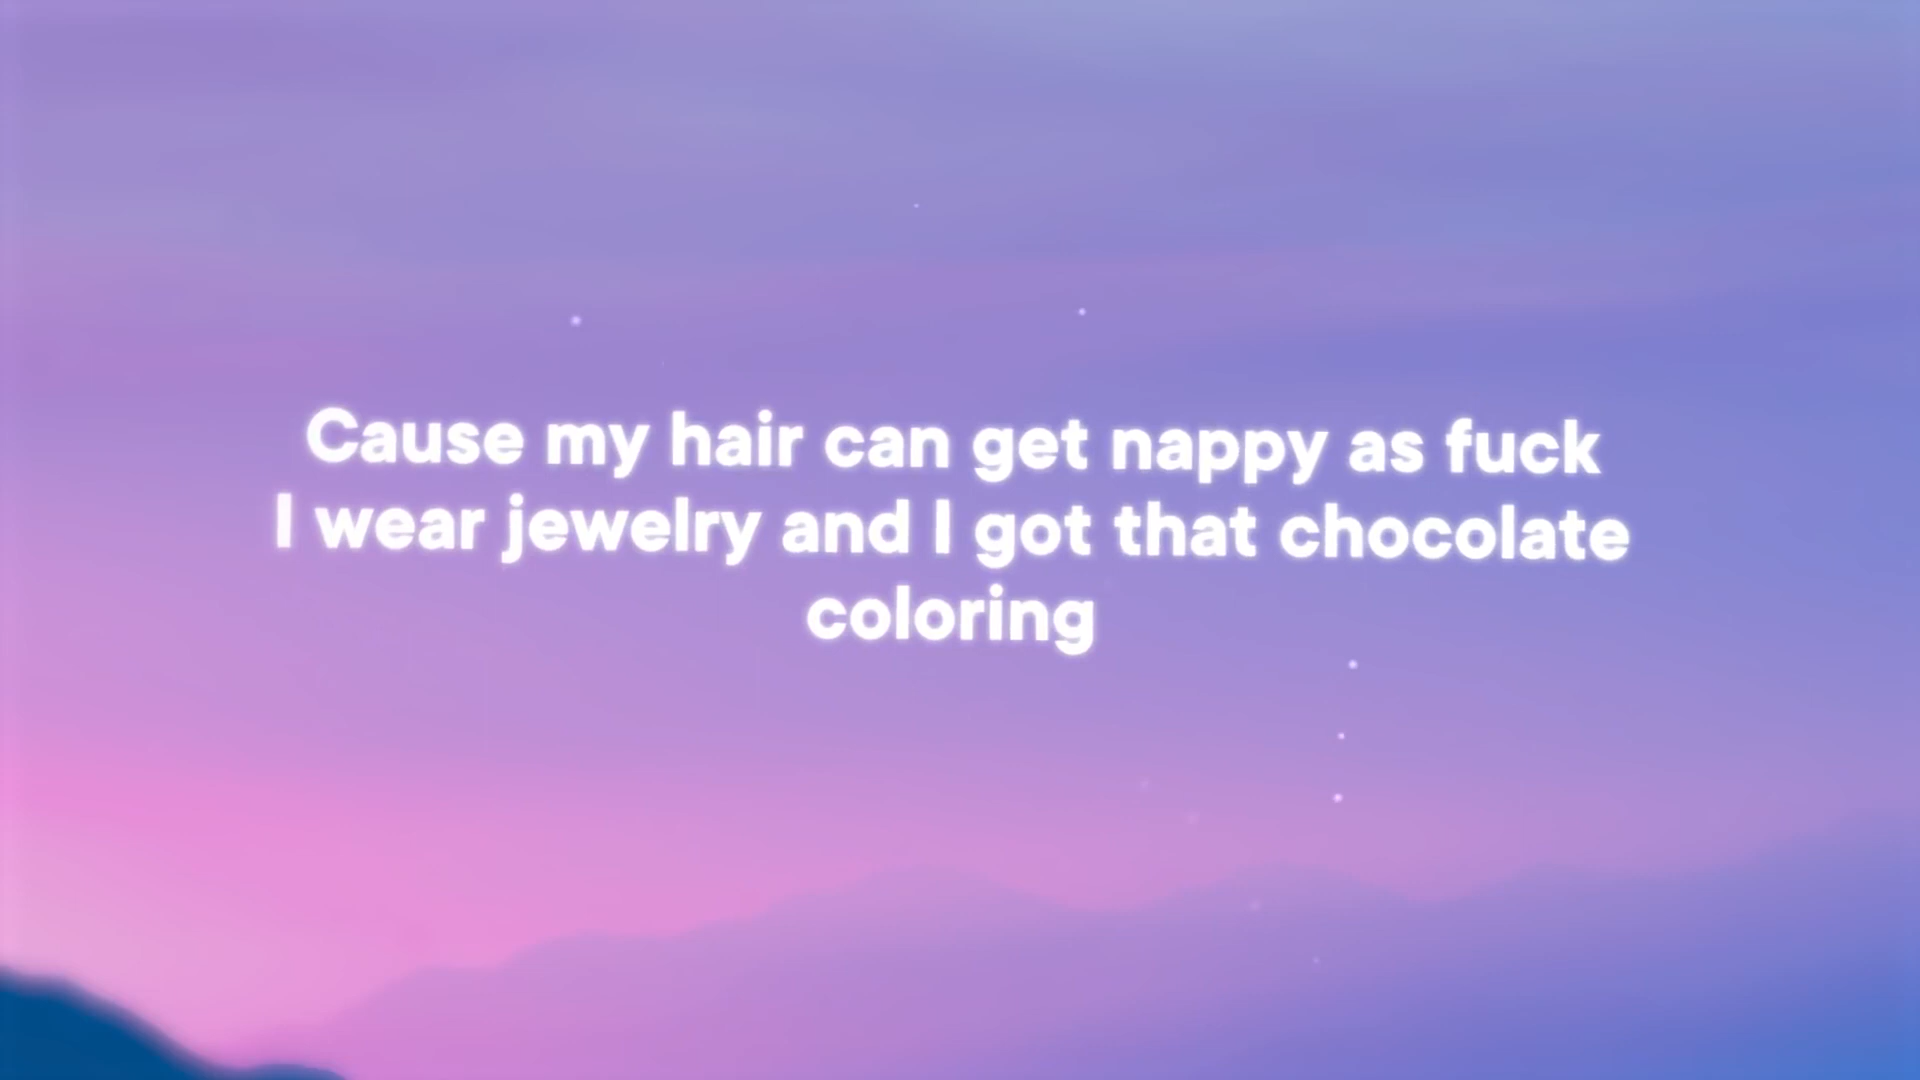 Cause my hair can get nappy as fuck
I wear jewelry and I got that chocolate
coloring